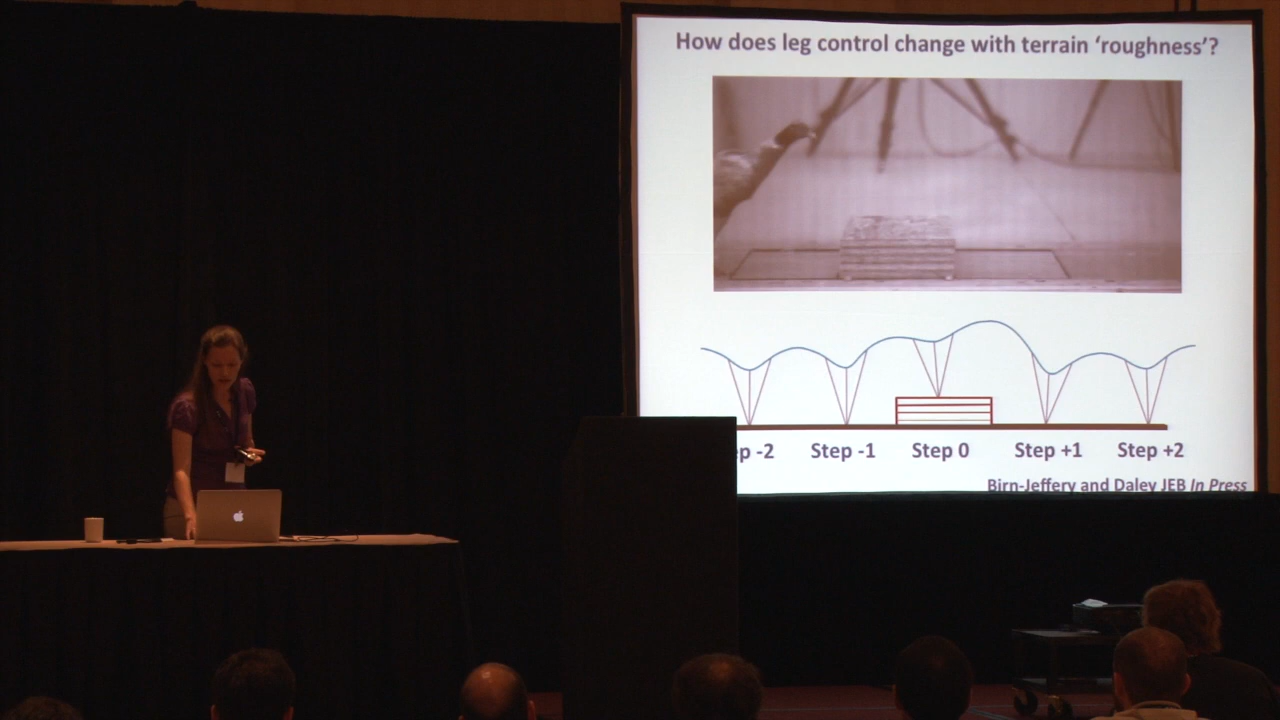 How does leg control change with terrain ‘roughness’?
ep -2 Step -1 Step 0 Step +1 Step +2
Birn-Jeffery and Daley JEB In Press